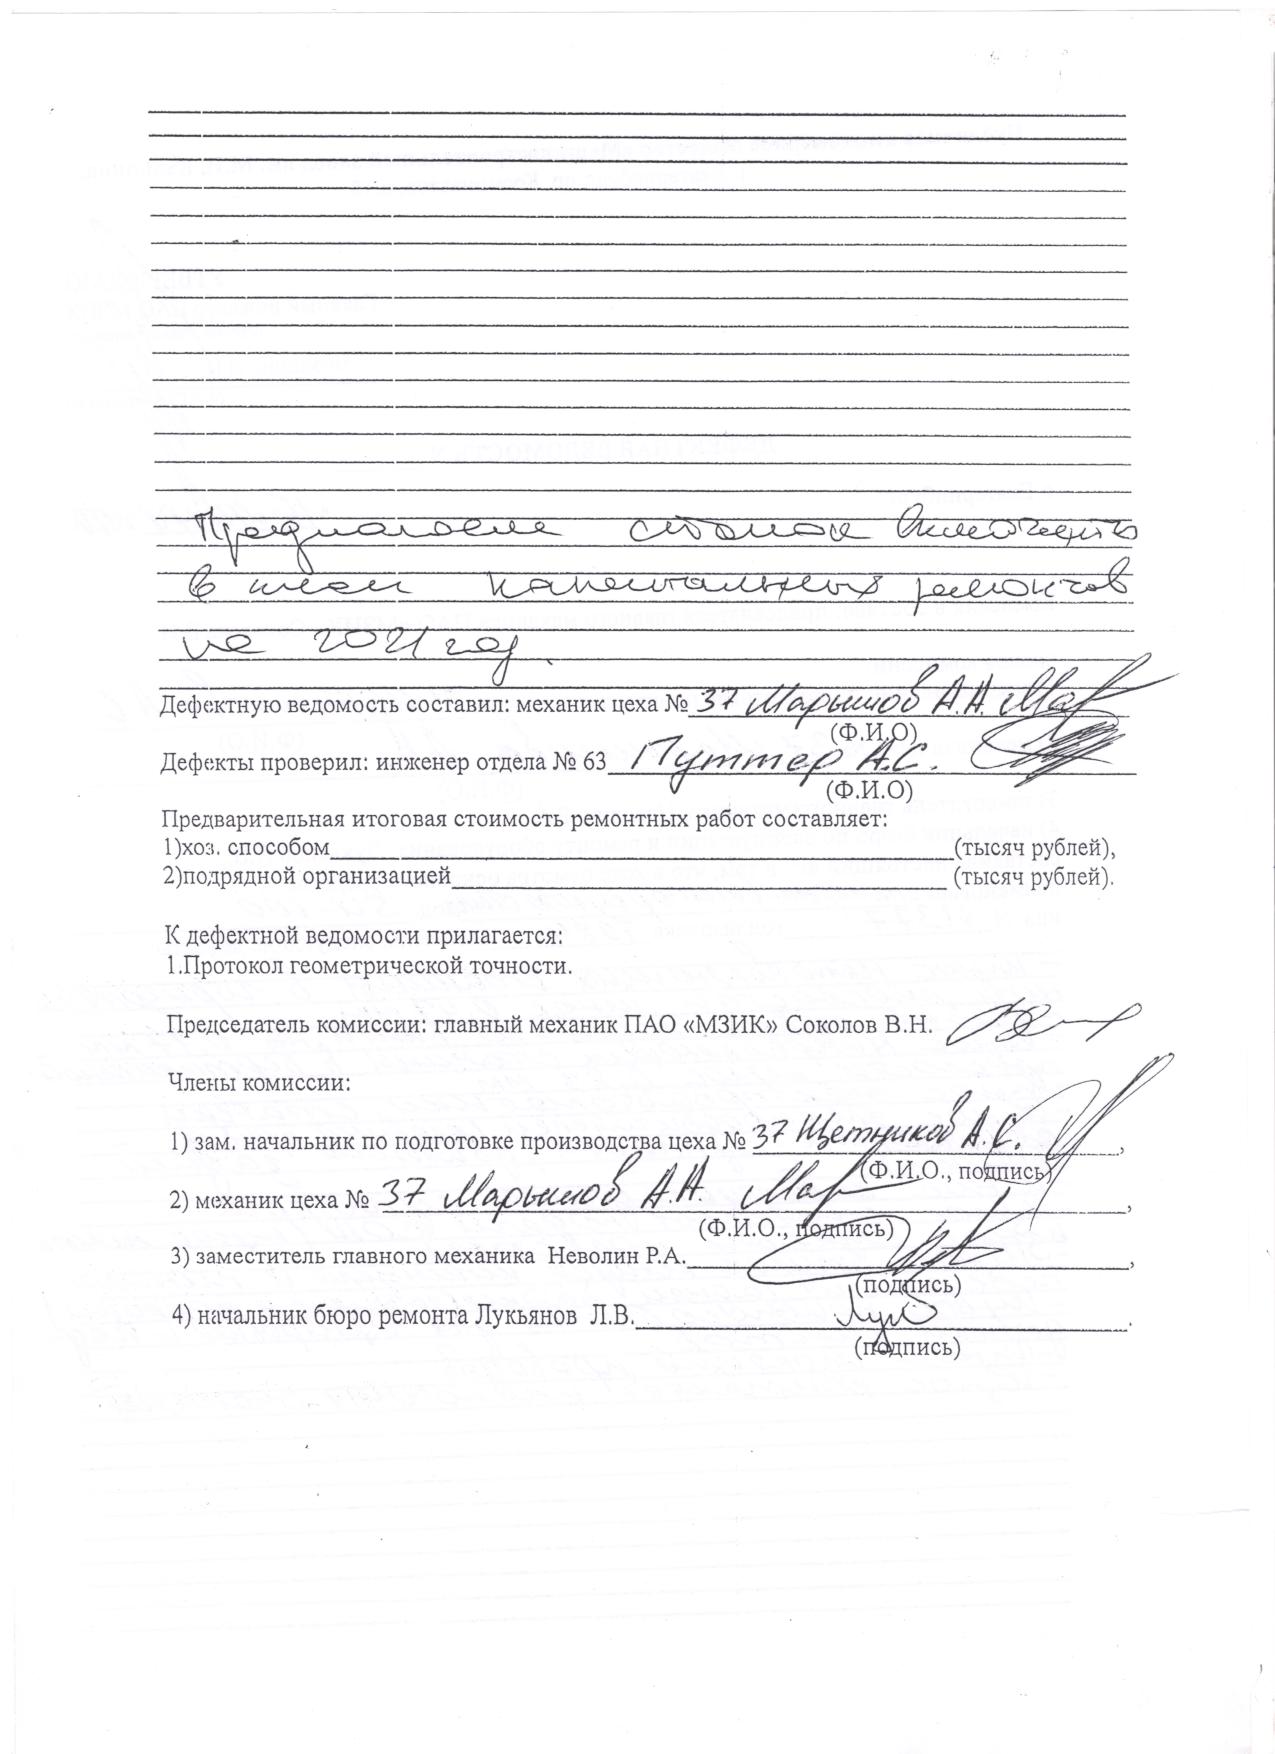 Предлагаем станок включить
в план капитальных ремонтов
на 2021 год.
Дефектную ведомость составил: механик цеха № 37 Марышов А.А.
(Ф.И.О)
Дефекты проверил: инженер отдела № 63 Путтер А.С.
(Ф.И.О)
Предварительная итоговая стоимость ремонтных работ составляет:
1)хоз. способом (тысяч рублей),
2)подрядной организацией (тысяч рублей).
К дефектной ведомости прилагается:
1.Протокол геометрической точности.
Председатель комиссии: главный механик ПАО «МЗИК» Соколов В.Н.
Члены комиссии:
1) зам. начальник по подготовке производства цеха № 37 Щетников А.С. ,
(Ф.И.О., подпись)
2) механик цеха № 37 Марышов А.А. ,
(Ф.И.О., подпись)
3) заместитель главного механика Неволин Р.А. ,
(подпись)
4) начальник бюро ремонта Лукьянов Л.В. .
(подпись)